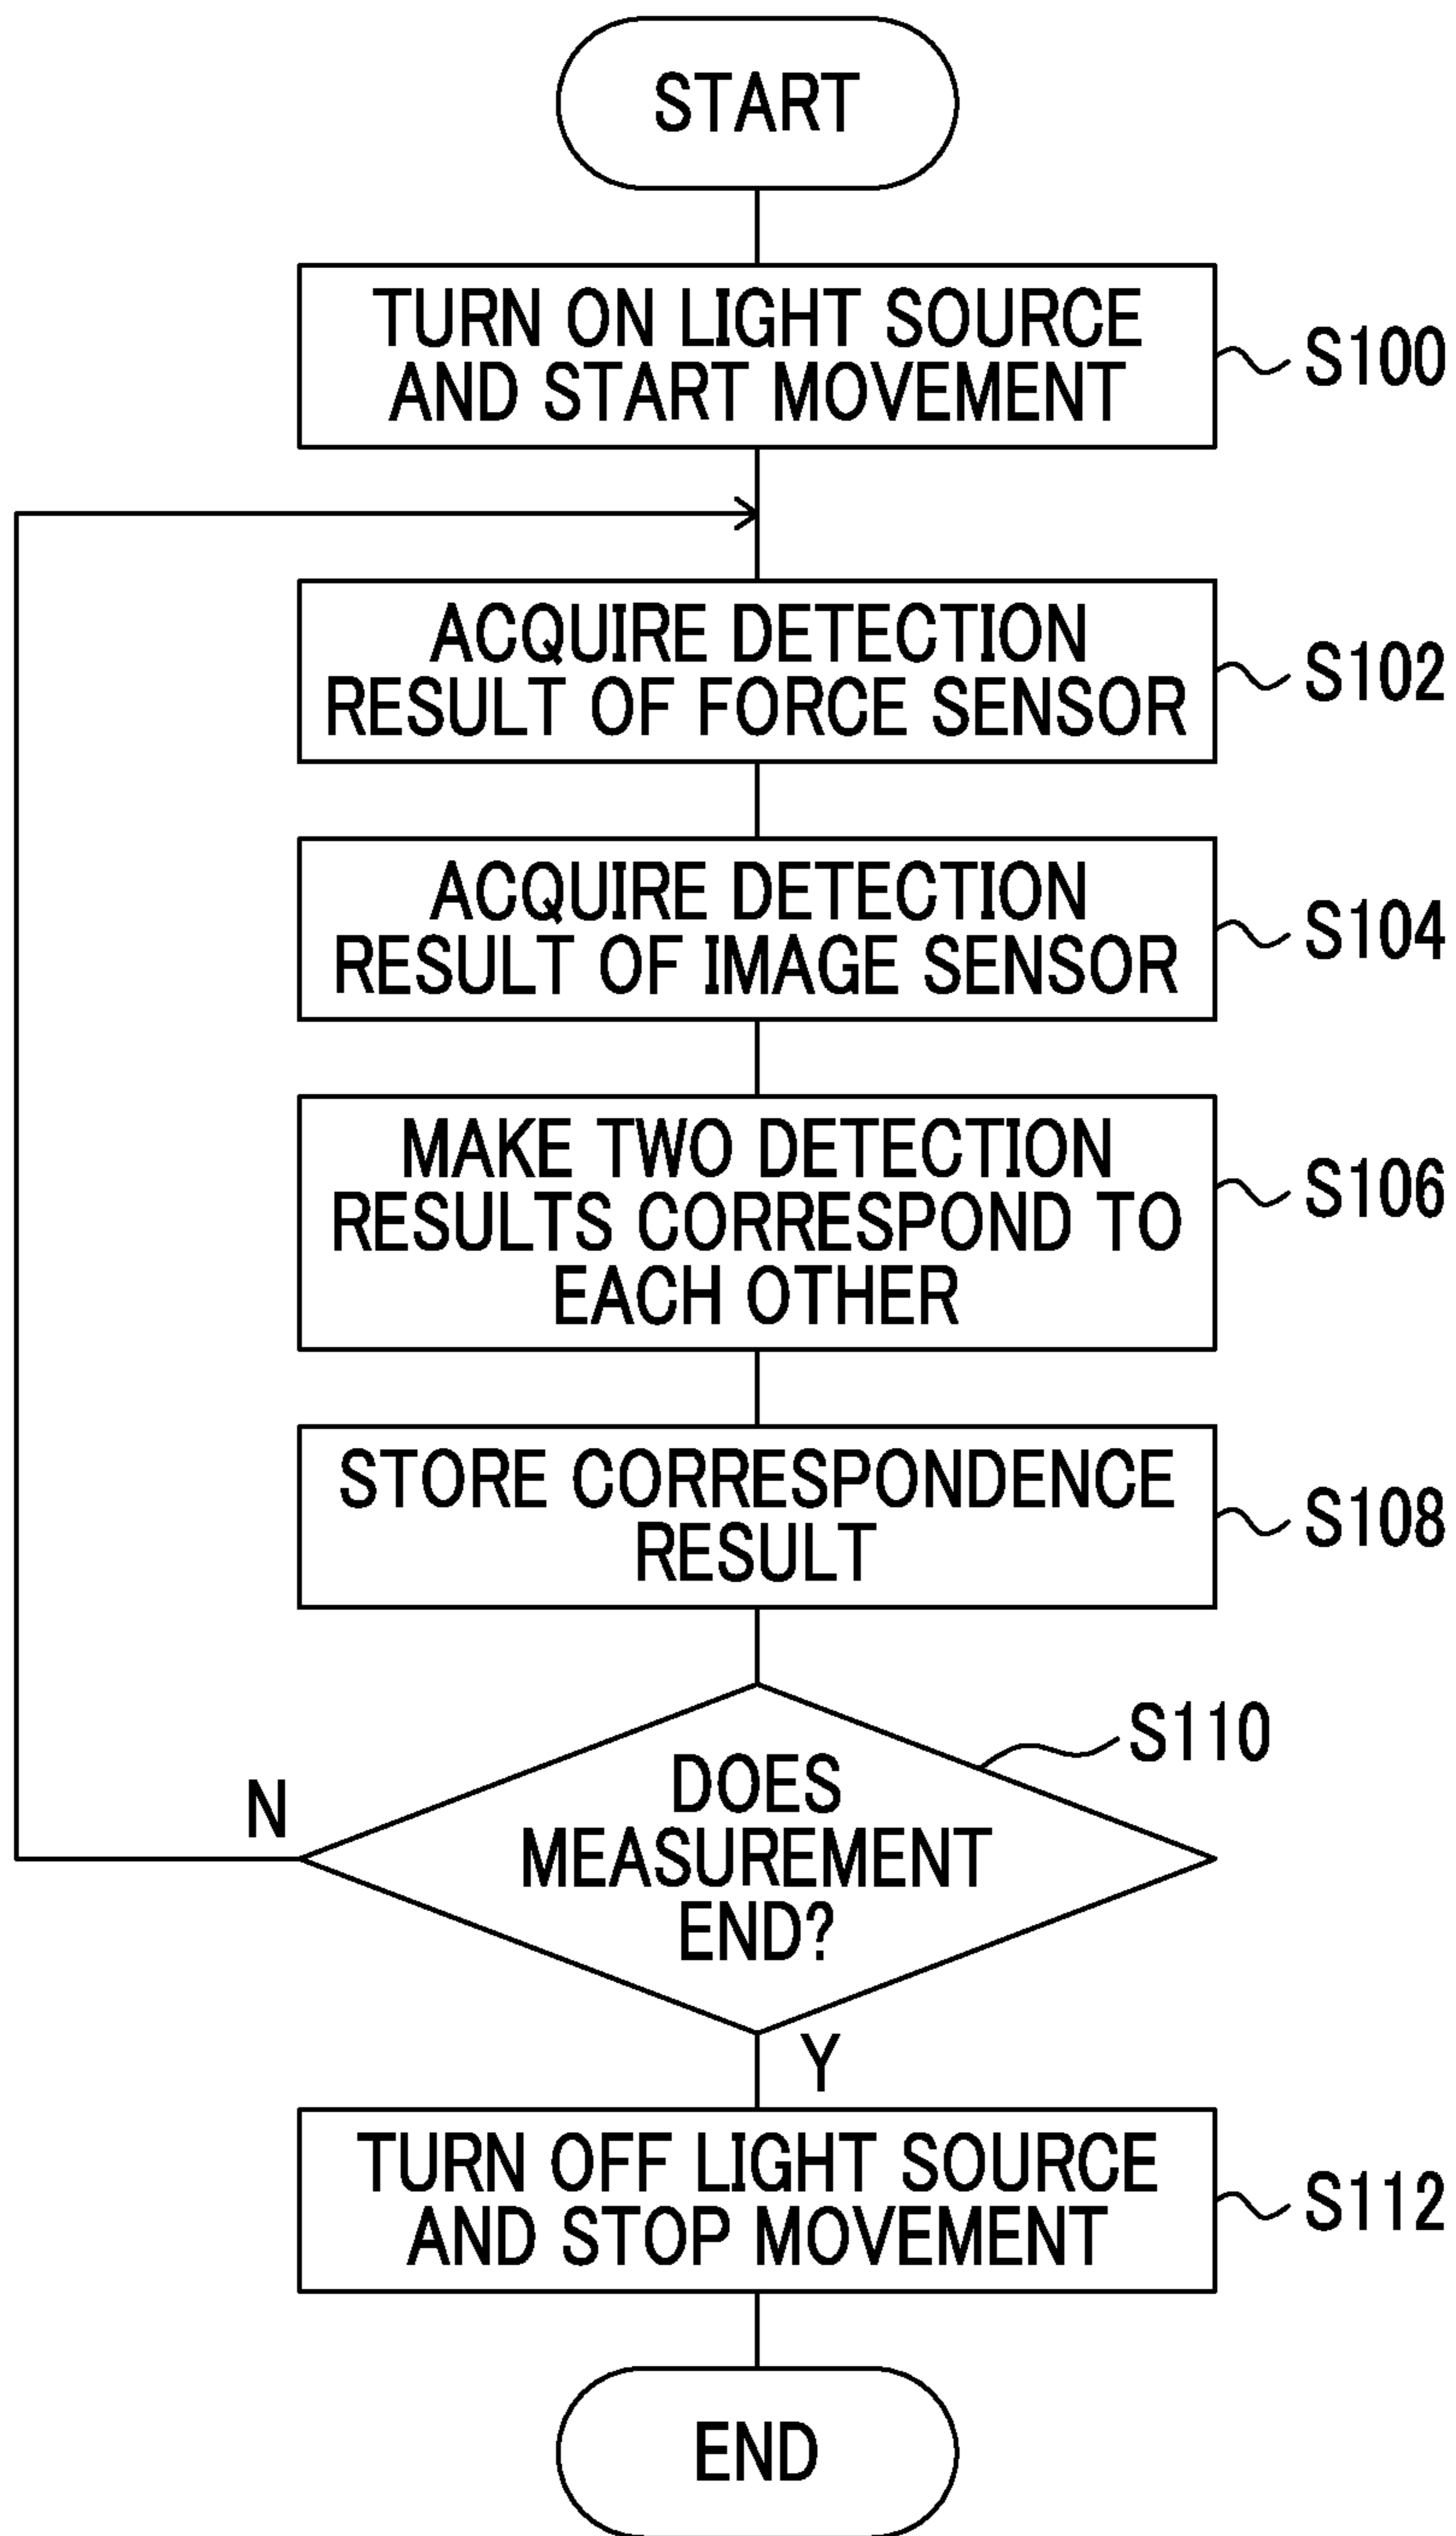 START
TURN ON LIGHT SOURCE
AND START MOVEMENT
S100
ACQUIRE DETECTION
RESULT OF FORCE SENSOR
S102
ACQUIRE DETECTION
RESULT OF IMAGE SENSOR
S104
MAKE TWO DETECTION
RESULTS CORRESPOND TO
EACH OTHER
S106
STORE CORRESPONDENCE
RESULT
S108
DOES
MEASUREMENT
END?
S110
N
Y
TURN OFF LIGHT SOURCE
AND STOP MOVEMENT
S112
END